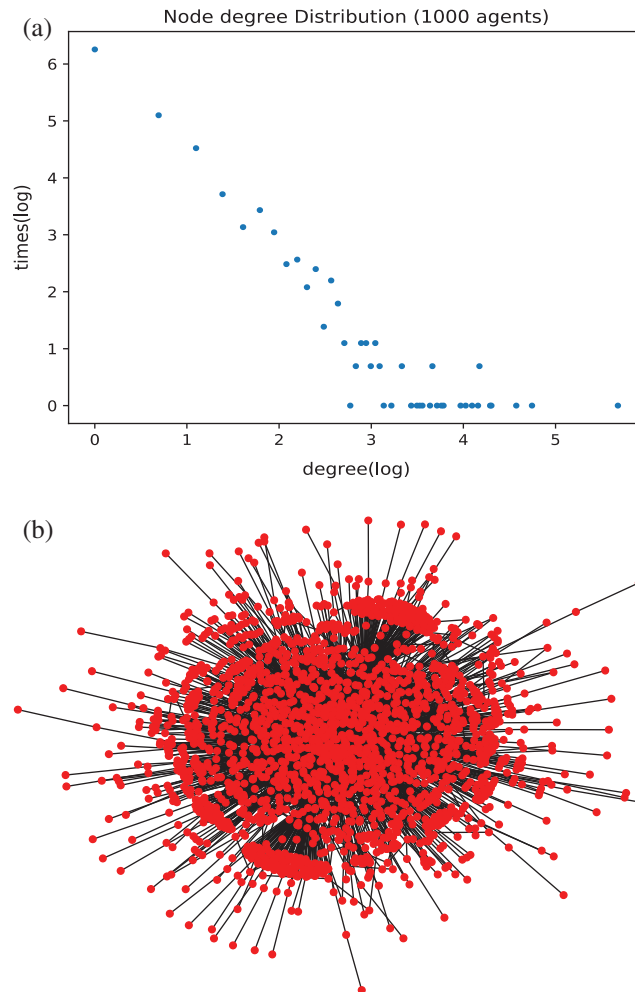 (a)
Node degree Distribution (1000 agents)
times(log)
6
5
4
3
2
1
0
0 1 2 3 4 5
degree(log)
(b)